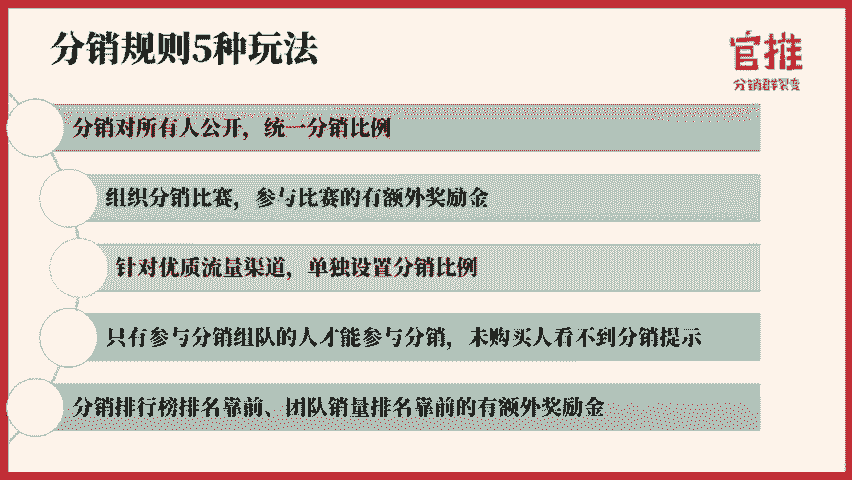 分销规则5种玩法
官推
分销群裂变
分销对所有人公开，统一分销比例
组织分销比赛，参与比赛的有额外奖励金
针对优质流量渠道，单独设置分销比例
只有参与分销组队的人才能参与分销，未购买人看不到分销提示
分销排行榜排名靠前、团队销量排名靠前的有额外奖励金